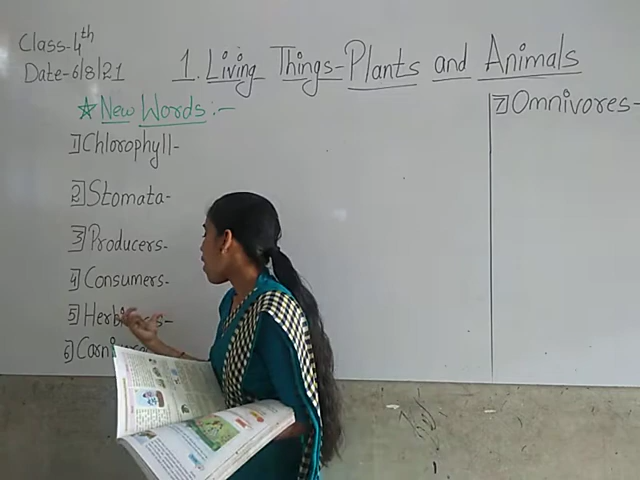 Class-4th
Date-6/8/21
1. Living Things-Plants and Animals
☆ New Words:-
1] Chlorophyll-
2] Stomata-
3] Producers-
4] Consumers-
5] Herb s-
6] Carni
7] Omnivores-